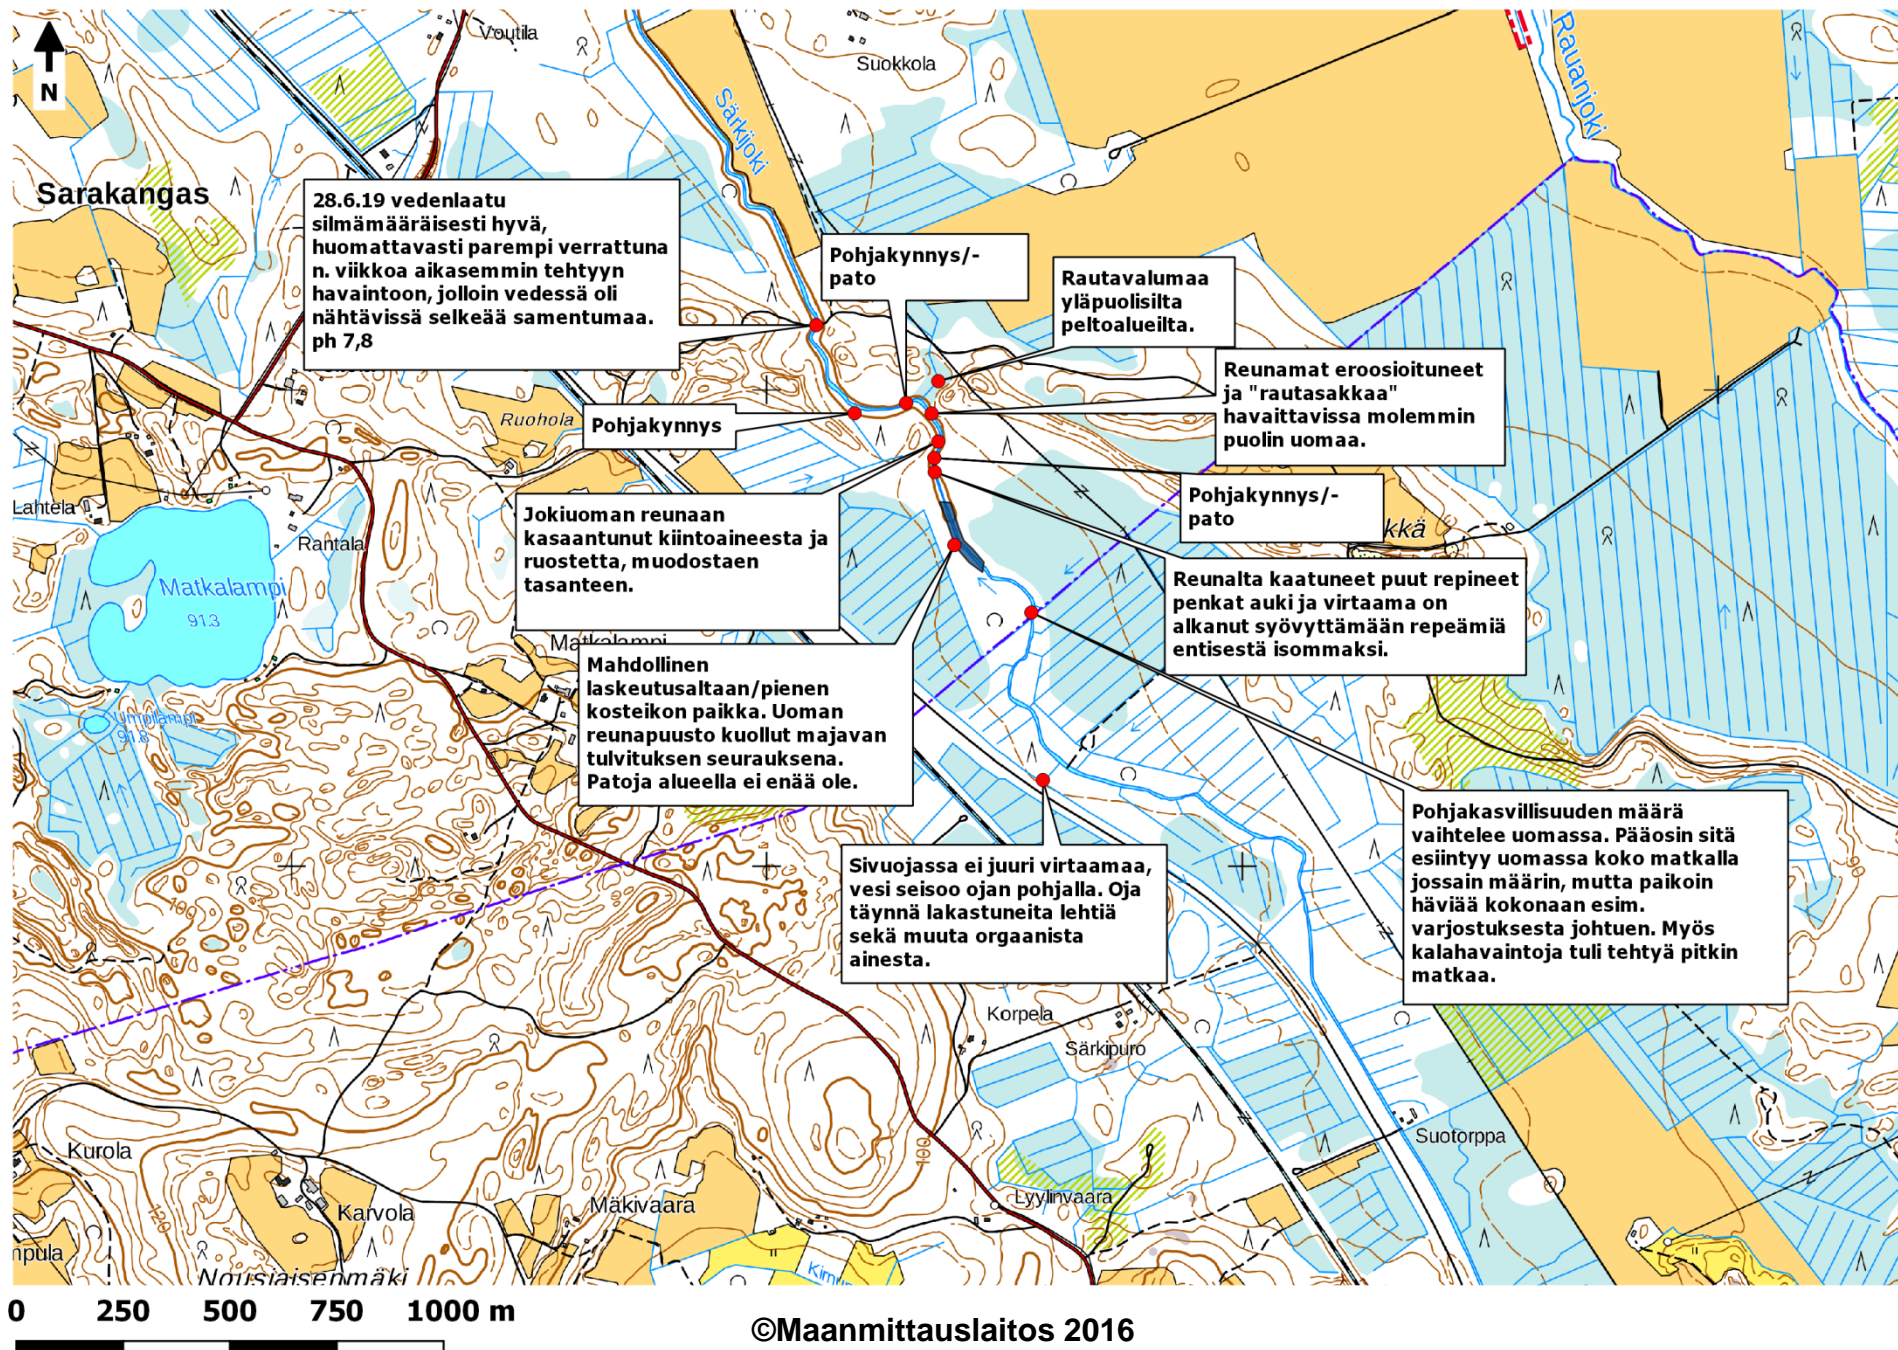 N
Voutila
Suokkola
Särkijoki
Rauanjoki
Sarakangas
28.6.19 vedenlaatu
silmämääräisesti hyvä,
huomattavasti parempi verrattuna
n. viikkoa aikasemmin tehtyyn
havaintoon, jolloin vedessä oli
nähtävissä selkeää samentumaa.
ph 7,8
Pohjakynnys/-
pato
Rautavalumaa
yläpuolisilta
peltoalueilta.
Reunamat eroosioituneet
ja "rautasakkaa"
havaittavissa molemmin
puolin uomaa.
Ruohola
Pohjakynnys
Pohjakynnys/-
pato
kkä
Lahtela
Rantala
Jokiuoman reunaan
kasaantunut kiintoaineesta ja
ruostetta, muodostaen
tasanteen.
Matkalampi
91.3
Reunalta kaatuneet puut repineet
penkat auki ja virtaama on
alkanut syövyttämään repeämiä
entisestä isommaksi.
Matkalampi
Mahdollinen
laskeutusaltaan/pienen
kosteikon paikka. Uoman
reunapuusto kuollut majavan
tulvituksen seurauksena.
Patoja alueella ei enää ole.
Umpilampi
91.8
Pohjakasvillisuuden määrä
vaihtelee uomassa. Pääosin sitä
esiintyy uomassa koko matkalla
jossain määrin, mutta paikoin
häviää kokonaan esim.
varjostuksesta johtuen. Myös
kalahavaintoja tuli tehtyä pitkin
matkaa.
Sivuojassa ei juuri virtaamaa,
vesi seisoo ojan pohjalla. Oja
täynnä lakastuneita lehtiä
sekä muuta orgaanista
ainesta.
100
Korpela
Särkipuro
Suotorppa
100
Kurola
Karvola
120
Mäkivaara
Lyylinvaara
mpula
Nousiaisenmäki
Kimu
0 250 500 750 1000 m
©Maanmittauslaitos 2016